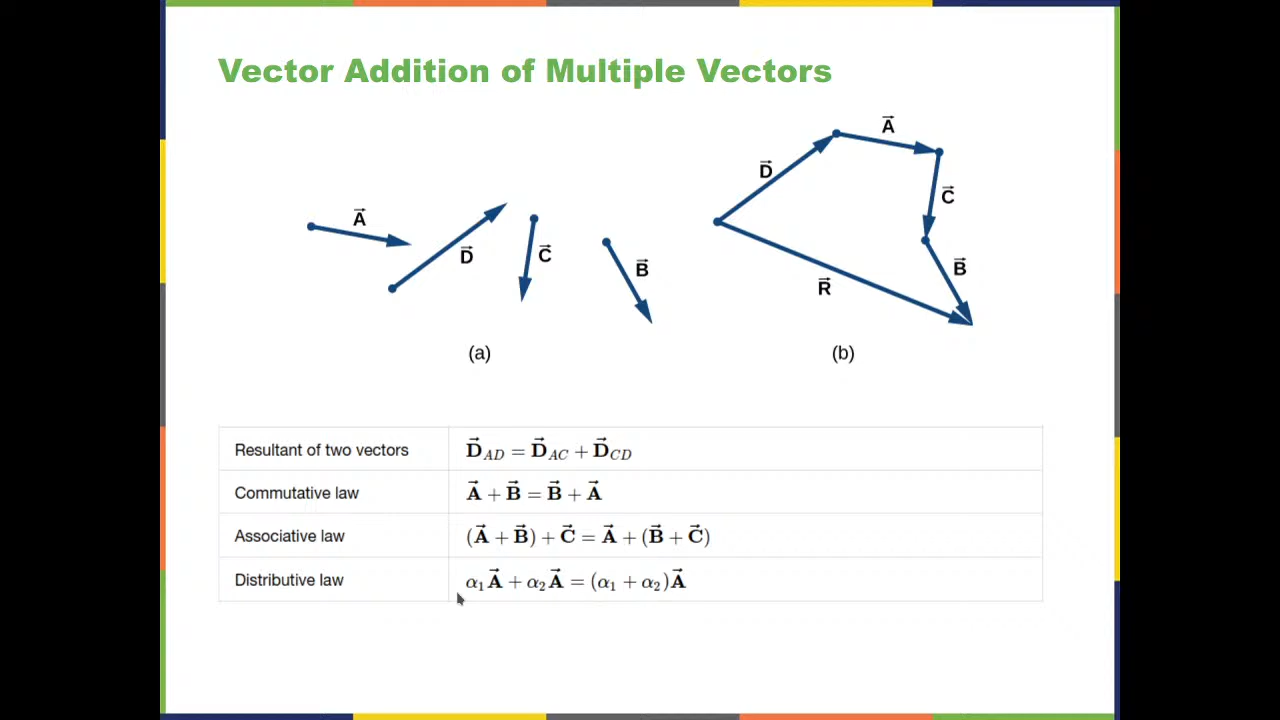 Vector Addition of Multiple Vectors
A⃗
D⃗
C⃗
B⃗
(a)
D⃗
A⃗
C⃗
B⃗
R⃗
(b)
Resultant of two vectors D⃗_AD = D⃗_AC + D⃗_CD
Commutative law A⃗ + B⃗ = B⃗ + A⃗
Associative law (A⃗ + B⃗) + C⃗ = A⃗ + (B⃗ + C⃗)
Distributive law α₁A⃗ + α₂A⃗ = (α₁ + α₂)A⃗